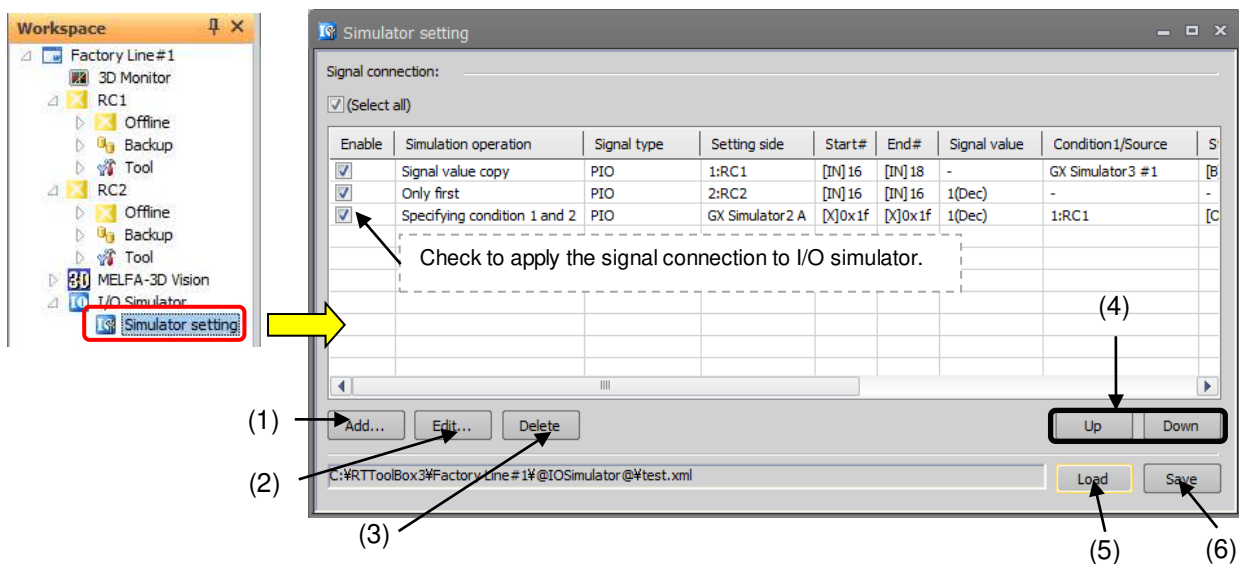 Workspace
Factory Line#1
3D Monitor
RC1
Offline
Backup
Tool
RC2
Offline
Backup
Tool
MELFA-3D Vision
I/O Simulator
Simulator setting
Simulator setting
Signal connection:
(Select all)
Enable Simulation operation Signal type Setting side Start# End# Signal value Condition1/Source S
Signal value copy PIO 1:RC1 [IN]16 [IN]18 - GX Simulator3 #1 [B
Only first PIO 2:RC2 [IN]16 [IN]16 1(Dec) - -
Specifying condition 1 and 2 PIO GX Simulator2 A [X]0x1f [X]0x1f 1(Dec) 1:RC1 [C
Check to apply the signal connection to I/O simulator.
(4)
(1) Add... Edit... Delete Up Down
(2) C:¥RTToolBox3¥Factory Line#1¥@IOSimulator@¥test.xml Load Save
(3) (5) (6)